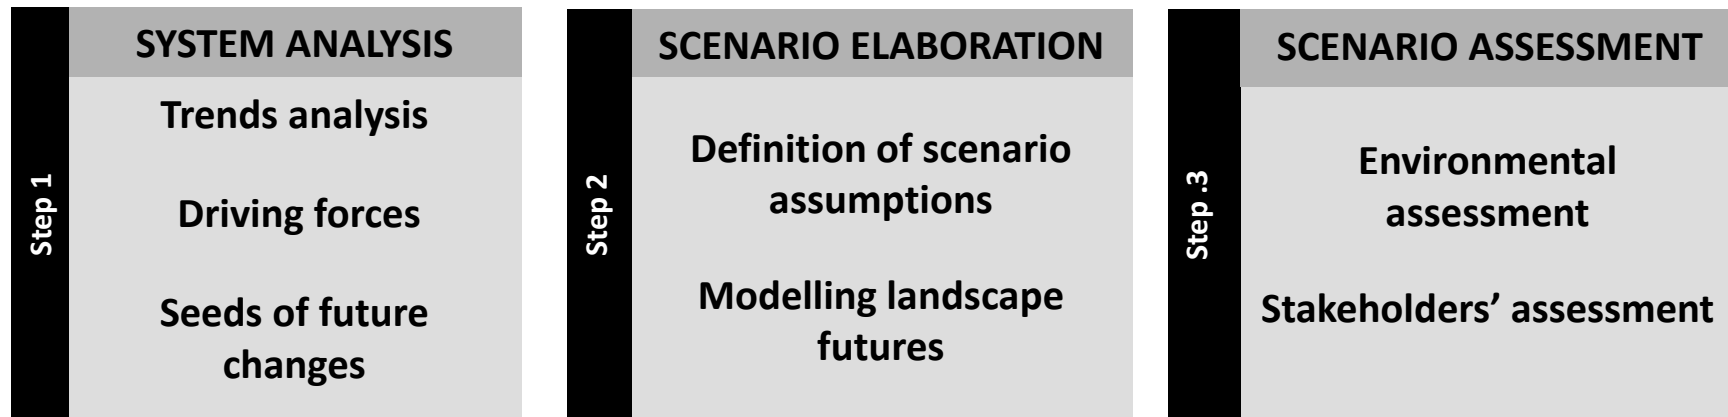 Step 1
SYSTEM ANALYSIS
Trends analysis
Driving forces
Seeds of future
changes
Step 2
SCENARIO ELABORATION
Definition of scenario
assumptions
Modelling landscape
futures
Step .3
SCENARIO ASSESSMENT
Environmental
assessment
Stakeholders’ assessment